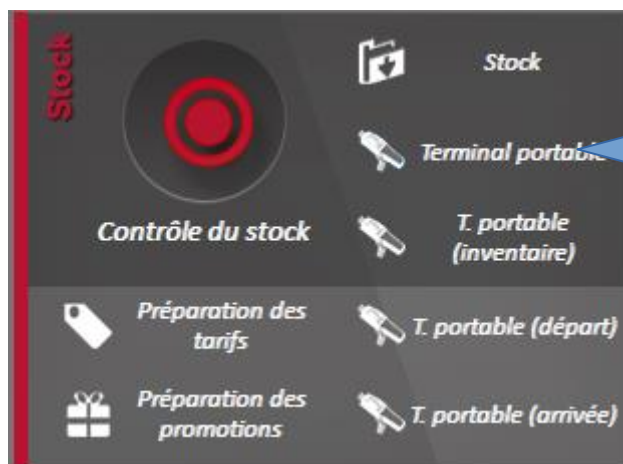 Stock
Contrôle du stock
Stock
Terminal portable
T. portable
(inventaire)
Préparation des
tarifs
T. portable (départ)
Préparation des
promotions
T. portable (arrivée)